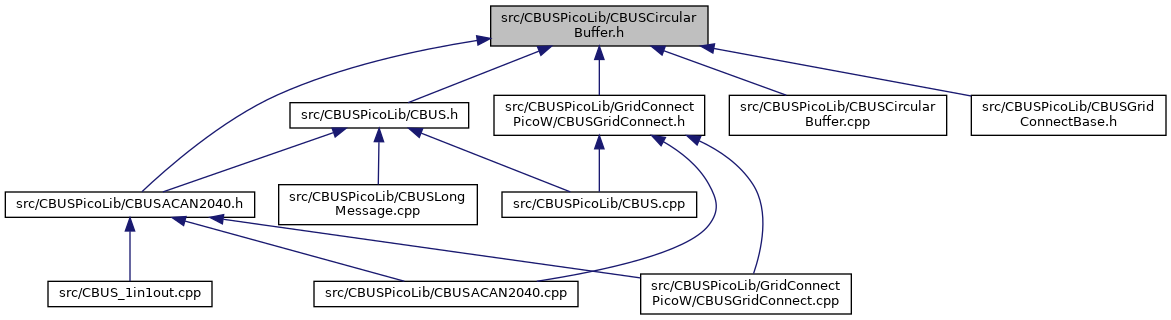 src/CBUSPicoLib/CBUSCircular
Buffer.h
src/CBUSPicoLib/CBUS.h
src/CBUSPicoLib/GridConnect
PicoW/CBUSGridConnect.h
src/CBUSPicoLib/CBUSCircular
Buffer.cpp
src/CBUSPicoLib/CBUSGrid
ConnectBase.h
src/CBUSPicoLib/CBUSACAN2040.h
src/CBUSPicoLib/CBUSLong
Message.cpp
src/CBUSPicoLib/CBUS.cpp
src/CBUS_1in1out.cpp
src/CBUSPicoLib/CBUSACAN2040.cpp
src/CBUSPicoLib/GridConnect
PicoW/CBUSGridConnect.cpp